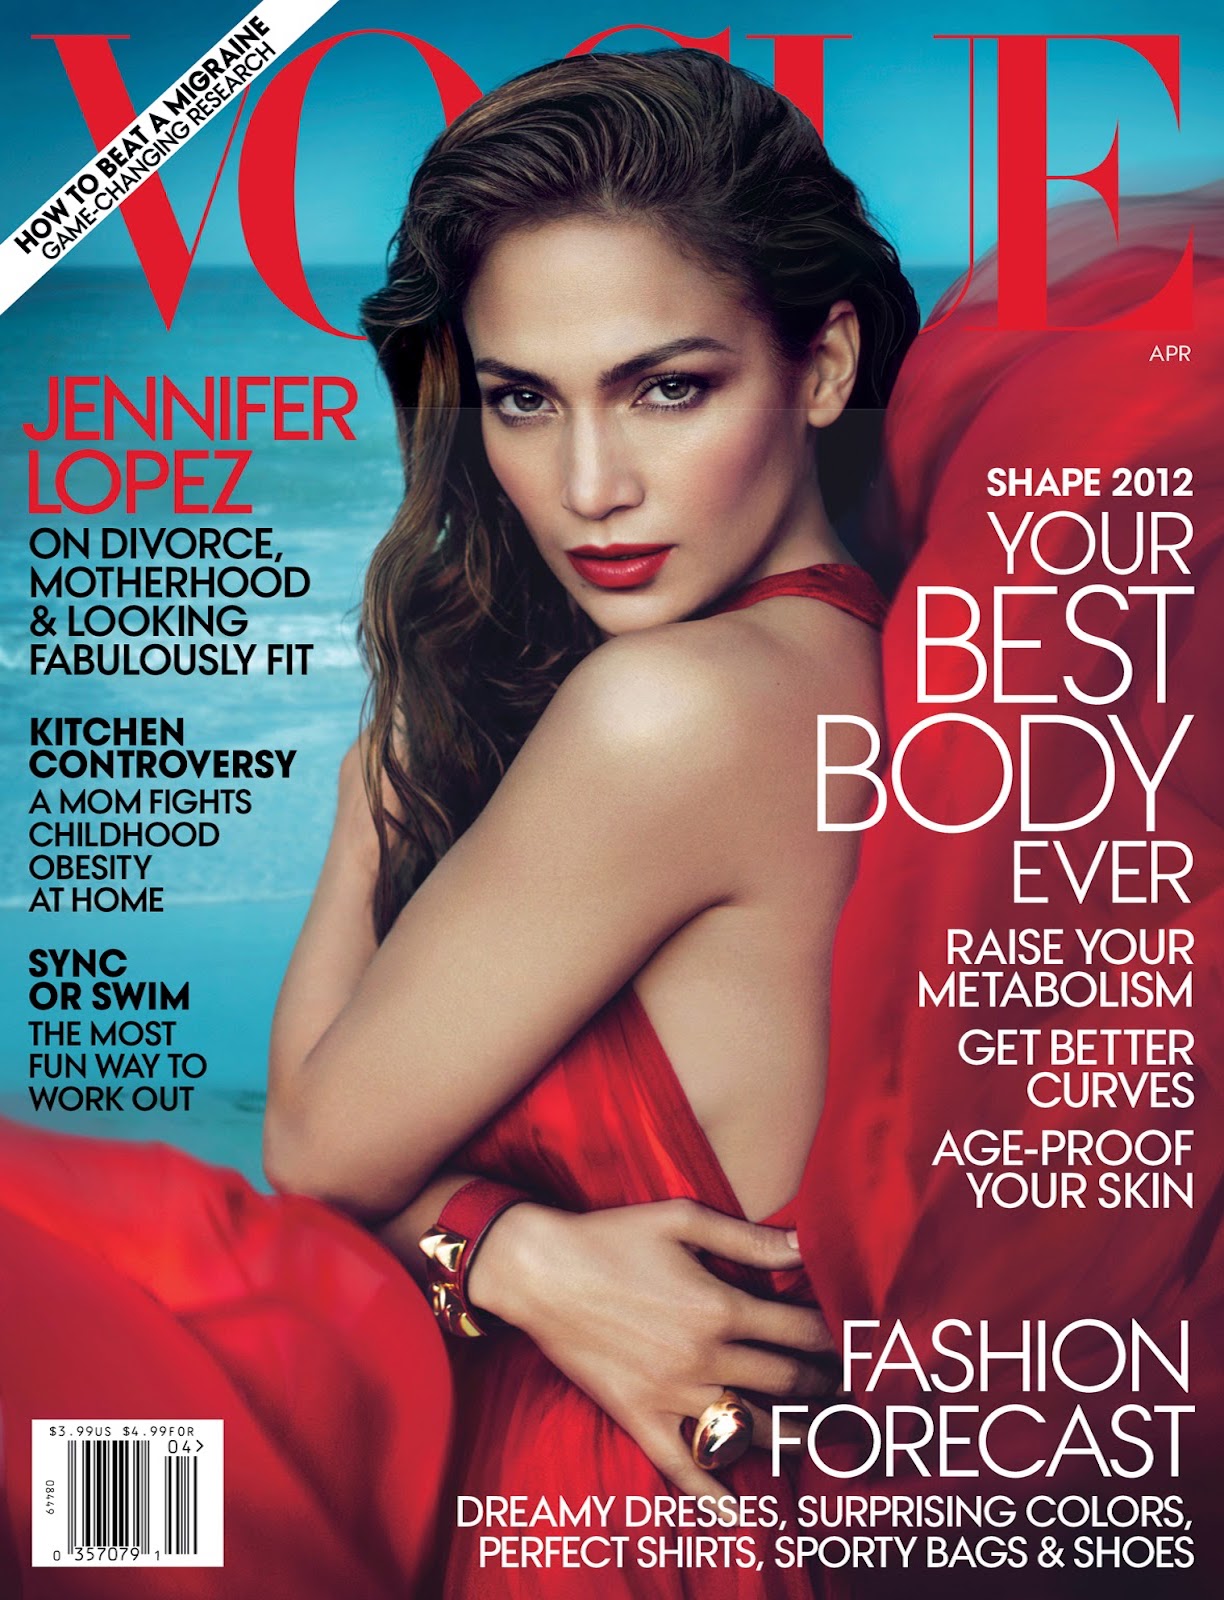 VOGUE
HOW TO BEAT A MIGRAINE
GAME-CHANGING RESEARCH
APR
JENNIFER
LOPEZ
ON DIVORCE,
MOTHERHOOD
& LOOKING
FABULOUSLY FIT
KITCHEN
CONTROVERSY
A MOM FIGHTS
CHILDHOOD
OBESITY
AT HOME
SYNC
OR SWIM
THE MOST
FUN WAY TO
WORK OUT
SHAPE 2012
YOUR
BEST
BODY
EVER
RAISE YOUR
METABOLISM
GET BETTER
CURVES
AGE-PROOF
YOUR SKIN
FASHION
FORECAST
DREAMY DRESSES, SURPRISING COLORS,
PERFECT SHIRTS, SPORTY BAGS & SHOES
$3.99US $4.99FOR
04>
08449
0 357079 1